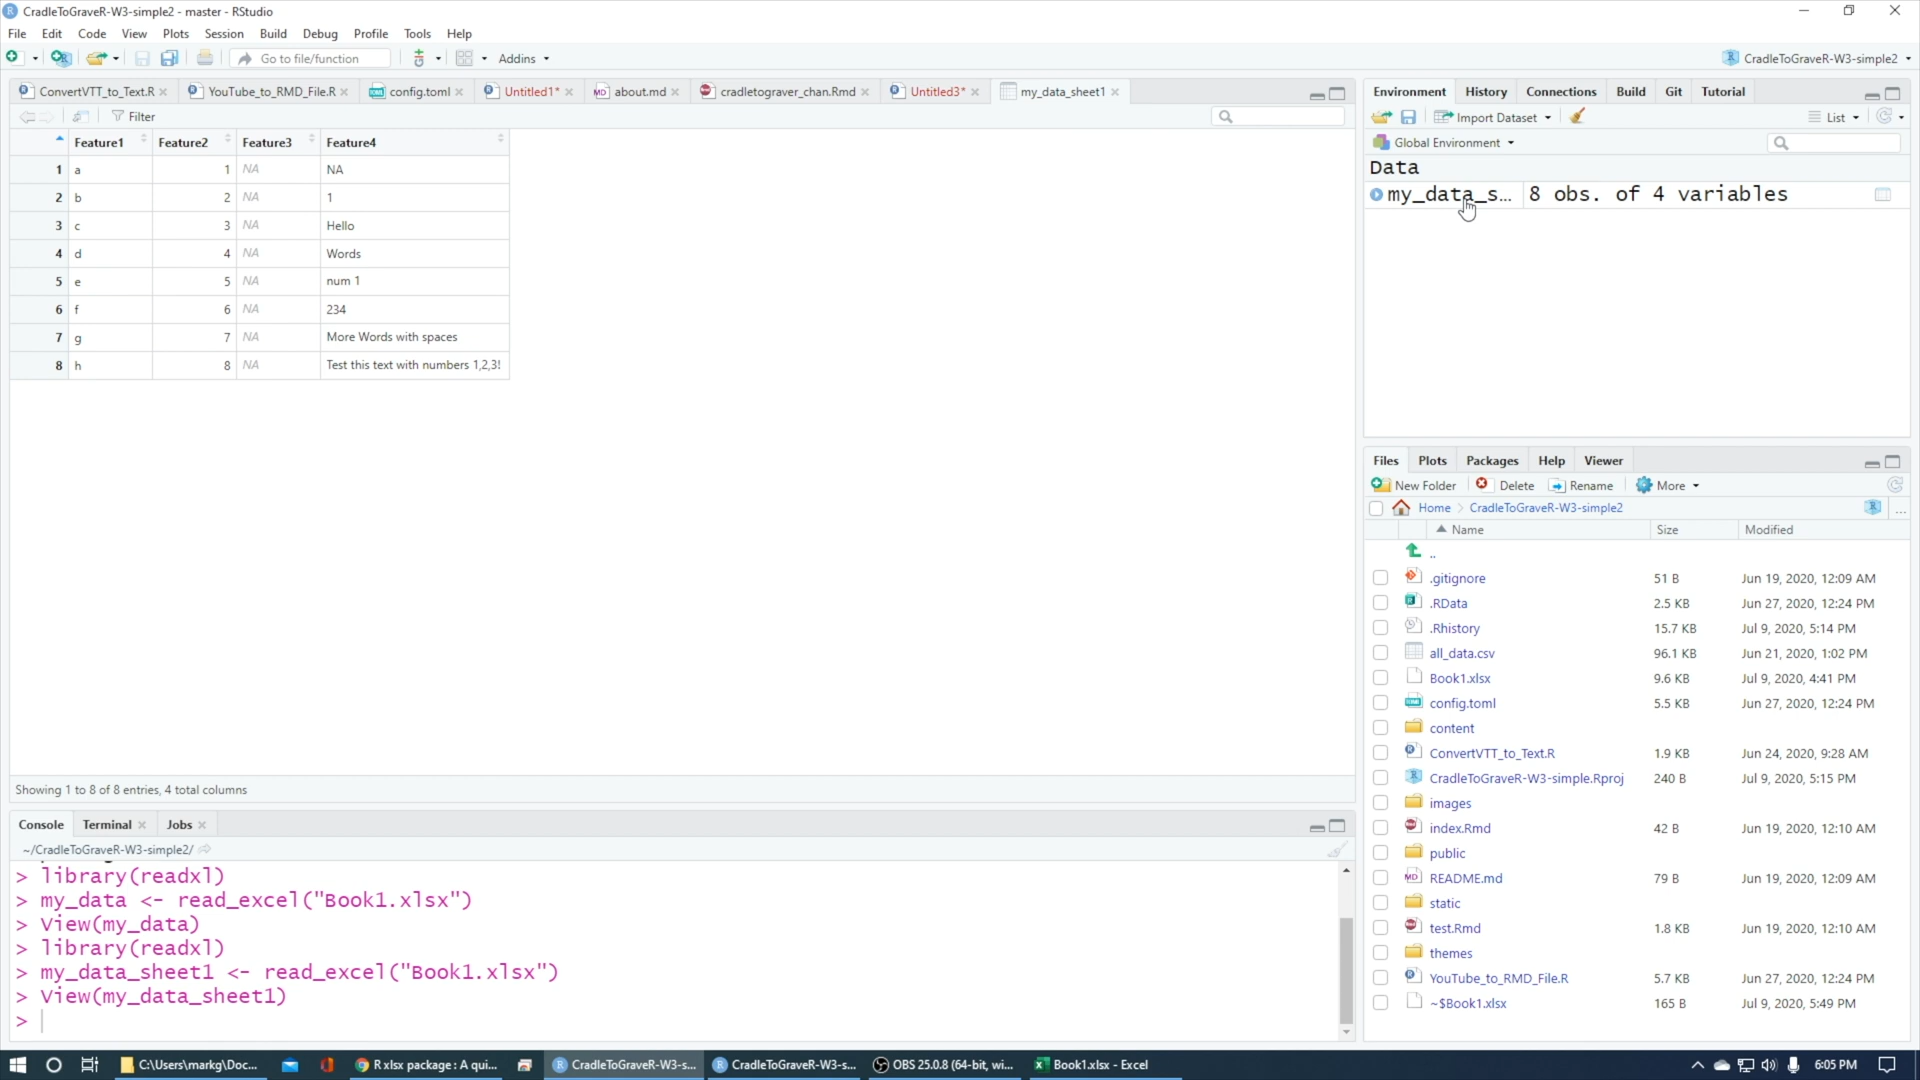 CradleToGraveR-W3-simple2 - master - RStudio
File Edit Code View Plots Session Build Debug Profile Tools Help
Go to file/function Addins CradleToGraveR-W3-simple2
ConvertVTT_to_Text.R YouTube_to_RMD_File.R config.toml Untitled1* about.md cradletograver_chan.Rmd Untitled3* my_data_sheet1
Filter
Feature1 Feature2 Feature3 Feature4
1 a 1 NA NA
2 b 2 NA 1
3 c 3 NA Hello
4 d 4 NA Words
5 e 5 NA num 1
6 f 6 NA 234
7 g 7 NA More Words with spaces
8 h 8 NA Test this text with numbers 1,2,3!
Showing 1 to 8 of 8 entries, 4 total columns
Console Terminal Jobs
~/CradleToGraveR-W3-simple2/
> library(readxl)
> my_data <- read_excel("Book1.xlsx")
> View(my_data)
> library(readxl)
> my_data_sheet1 <- read_excel("Book1.xlsx")
> View(my_data_sheet1)
>
Environment History Connections Build Git Tutorial
Import Dataset List
Global Environment
Data
my_data_s… 8 obs. of 4 variables
Files Plots Packages Help Viewer
New Folder Delete Rename More
Home CradleToGraveR-W3-simple2 ...
Name Size Modified
..
.gitignore 51 B Jun 19, 2020, 12:09 AM
.RData 2.5 KB Jun 27, 2020, 12:24 PM
.Rhistory 15.7 KB Jul 9, 2020, 5:14 PM
all_data.csv 96.1 KB Jun 21, 2020, 1:02 PM
Book1.xlsx 9.6 KB Jul 9, 2020, 4:41 PM
config.toml 5.5 KB Jun 27, 2020, 12:24 PM
content
ConvertVTT_to_Text.R 1.9 KB Jun 24, 2020, 9:28 AM
CradleToGraveR-W3-simple.Rproj 240 B Jul 9, 2020, 5:15 PM
images
index.Rmd 42 B Jun 19, 2020, 12:10 AM
public
README.md 79 B Jun 19, 2020, 12:09 AM
static
test.Rmd 1.8 KB Jun 19, 2020, 12:10 AM
themes
YouTube_to_RMD_File.R 5.7 KB Jun 27, 2020, 12:24 PM
~$Book1.xlsx 165 B Jul 9, 2020, 5:49 PM
C:\Users\markg\Doc... R xlsx package : A qui... CradleToGraveR-W3-s... CradleToGraveR-W3-s... OBS 25.0.8 (64-bit, wi... Book1.xlsx - Excel 6:05 PM